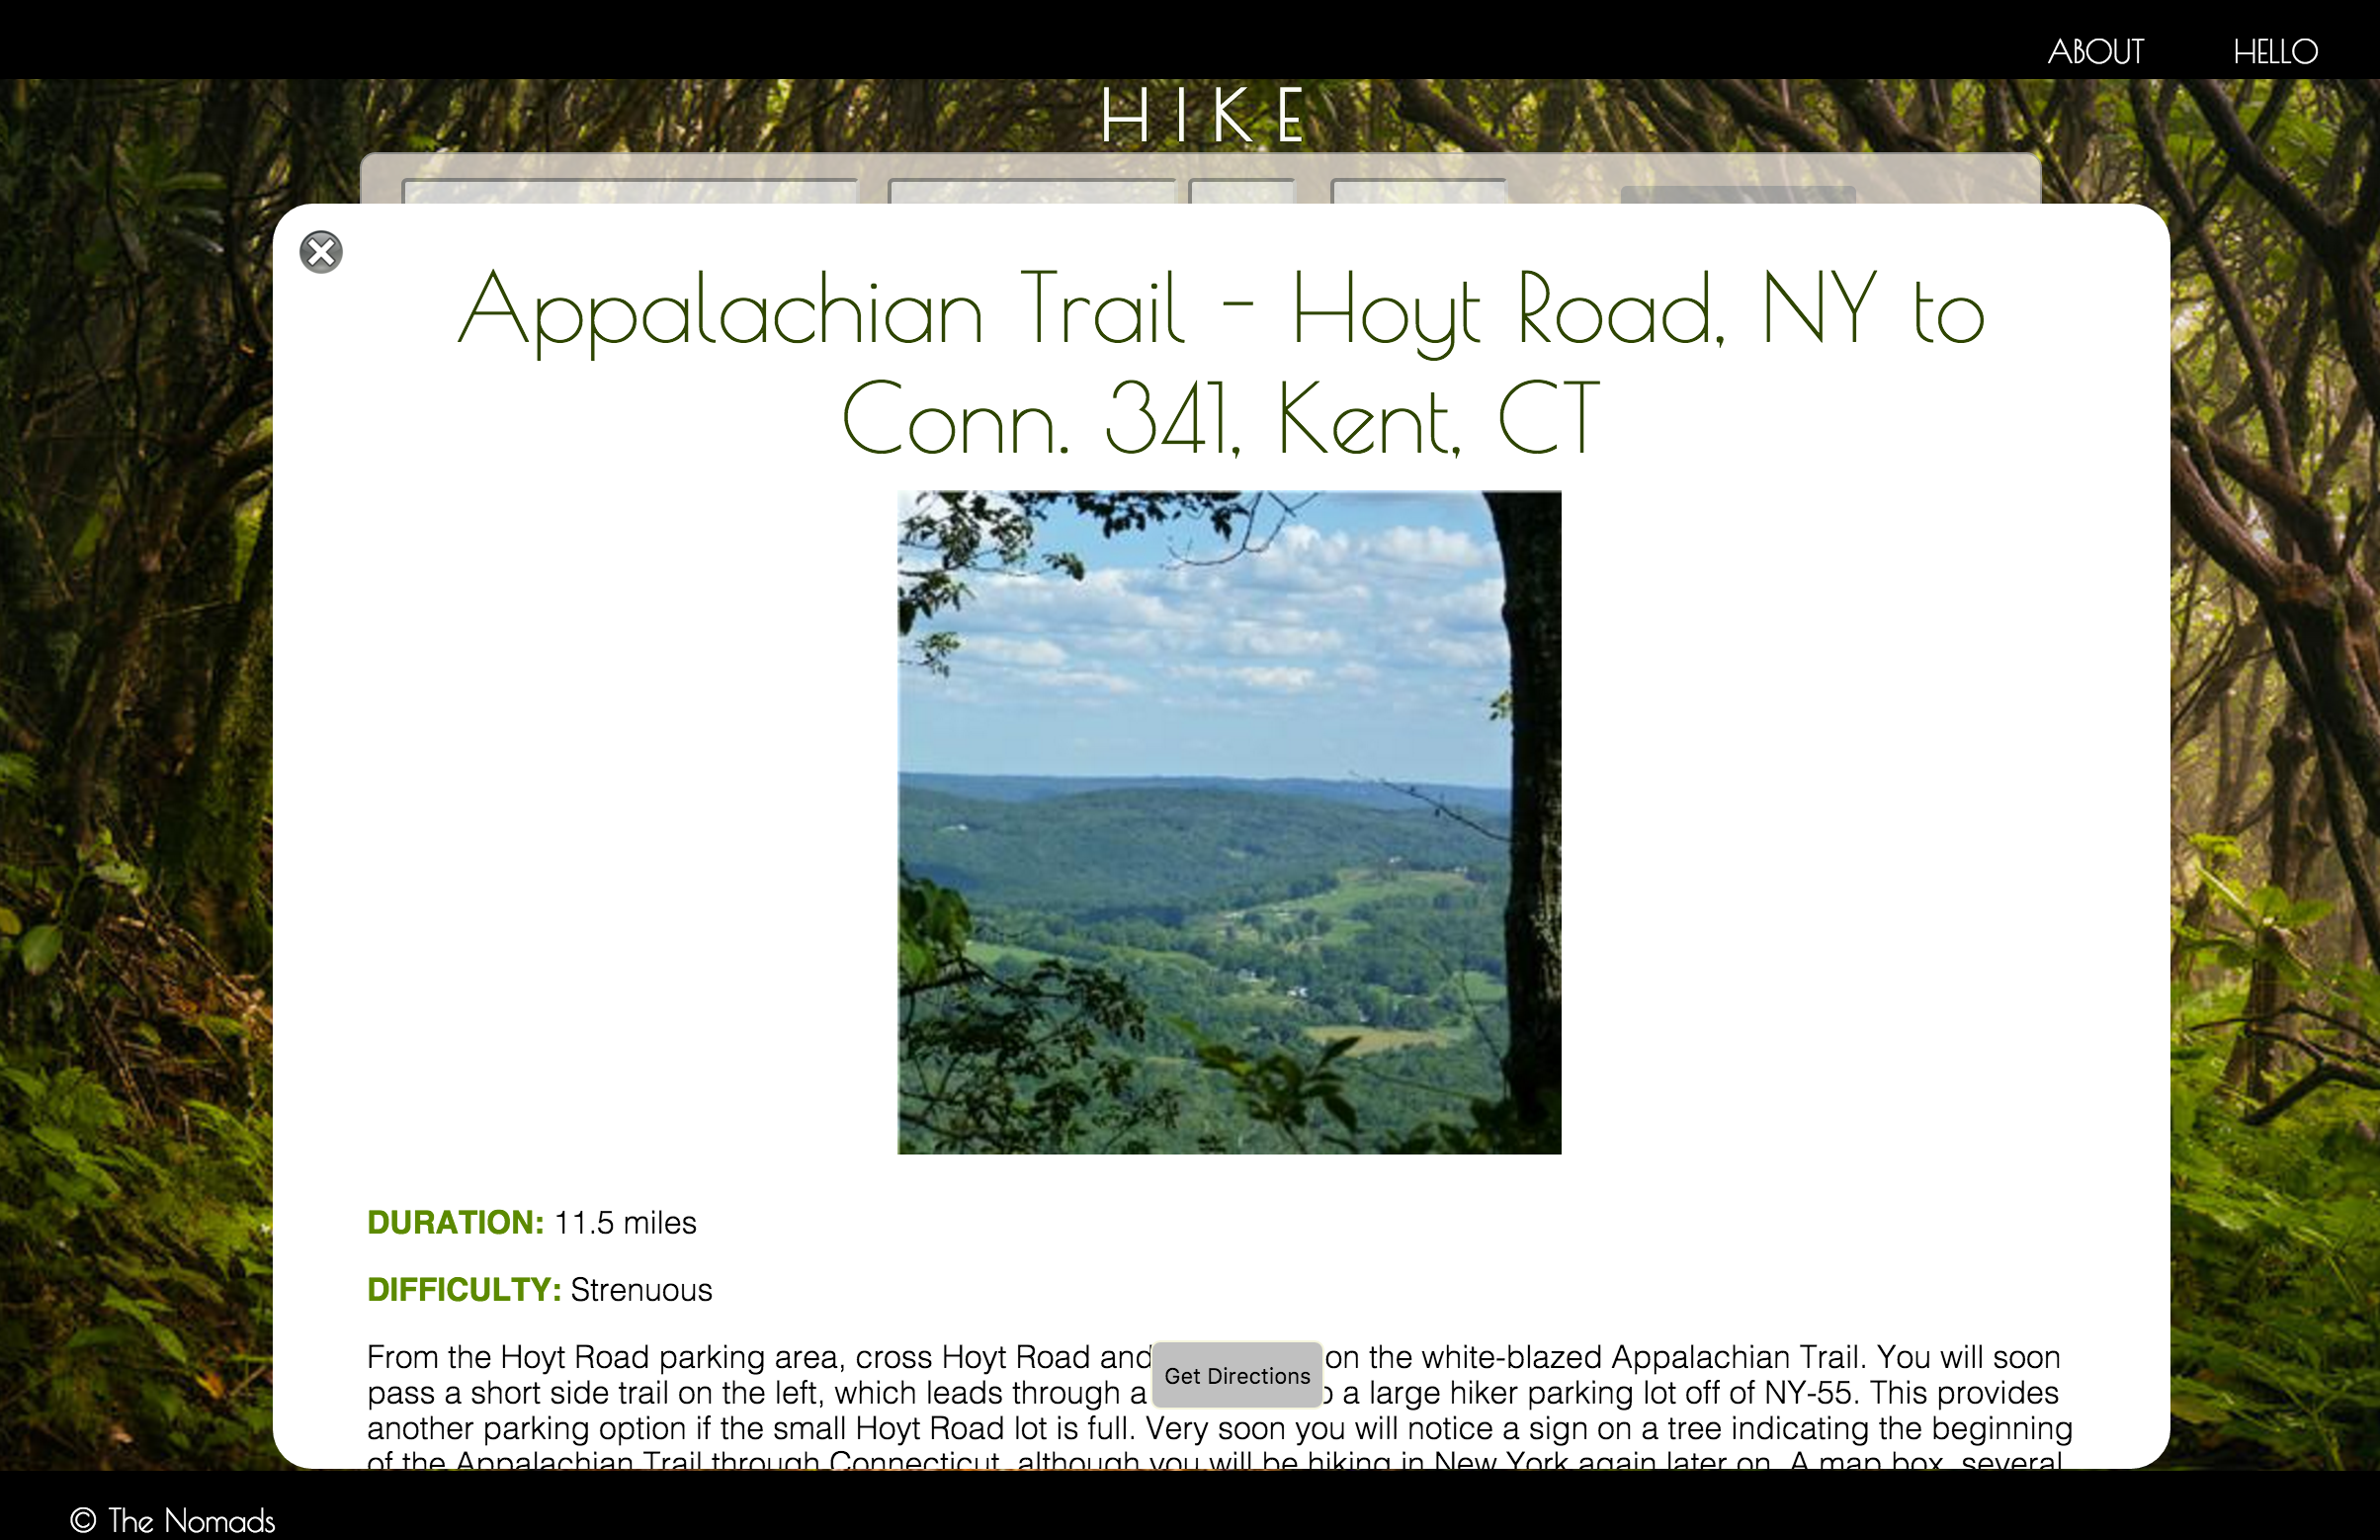 ABOUT HELLO
HIKE
Appalachian Trail - Hoyt Road, NY to
Conn. 341, Kent, CT
DURATION: 11.5 miles
DIFFICULTY: Strenuous
From the Hoyt Road parking area, cross Hoyt Road and on the white-blazed Appalachian Trail. You will soon
pass a short side trail on the left, which leads through a a large hiker parking lot off of NY-55. This provides
Get Directions
another parking option if the small Hoyt Road lot is full. Very soon you will notice a sign on a tree indicating the beginning
of the Appalachian Trail through Connecticut, although you will be hiking in New York again later on. A map box, several
© The Nomads